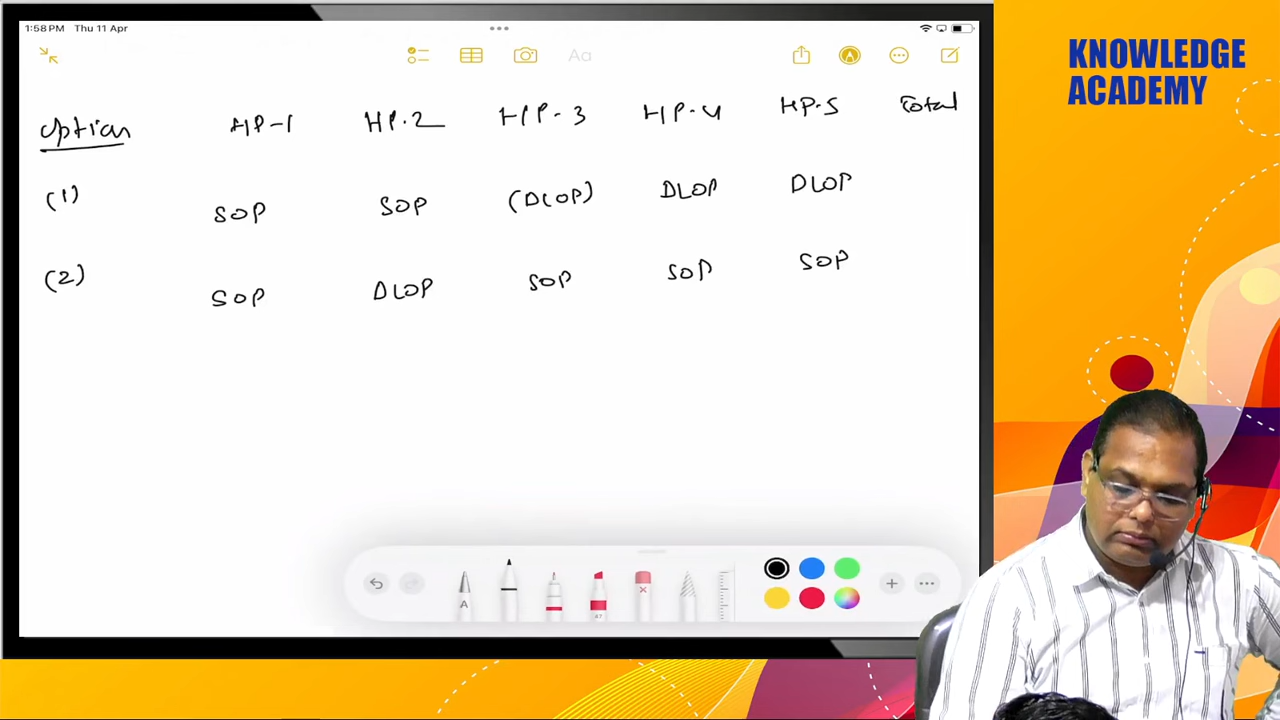 1:58 PM Thu 11 Apr
Aa
KNOWLEDGE
ACADEMY
option HP-1 HP-2 HP-3 HP-4 HP-5 Total
(1) SOP SOP (DLOP) DLOP DLOP
(2) SOP DLOP SOP SOP SOP
A